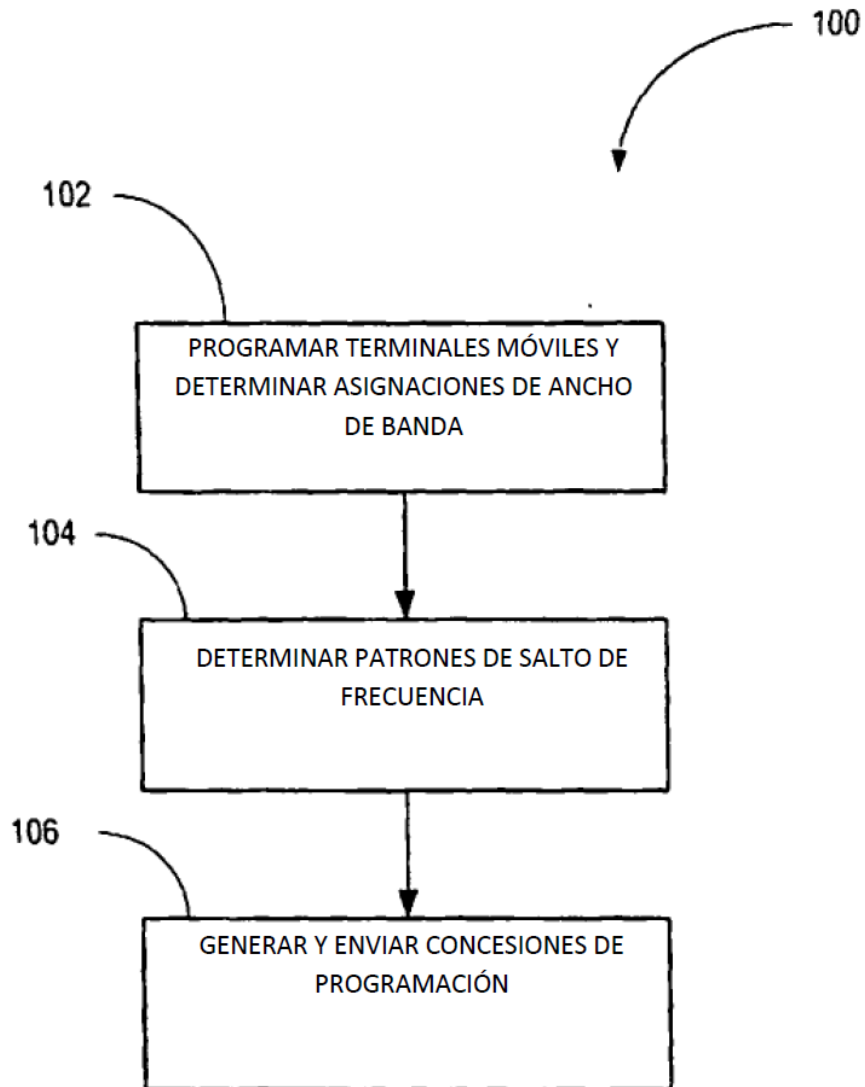 100
102
PROGRAMAR TERMINALES MÓVILES Y
DETERMINAR ASIGNACIONES DE ANCHO
DE BANDA
104
DETERMINAR PATRONES DE SALTO DE
FRECUENCIA
106
GENERAR Y ENVIAR CONCESIONES DE
PROGRAMACIÓN